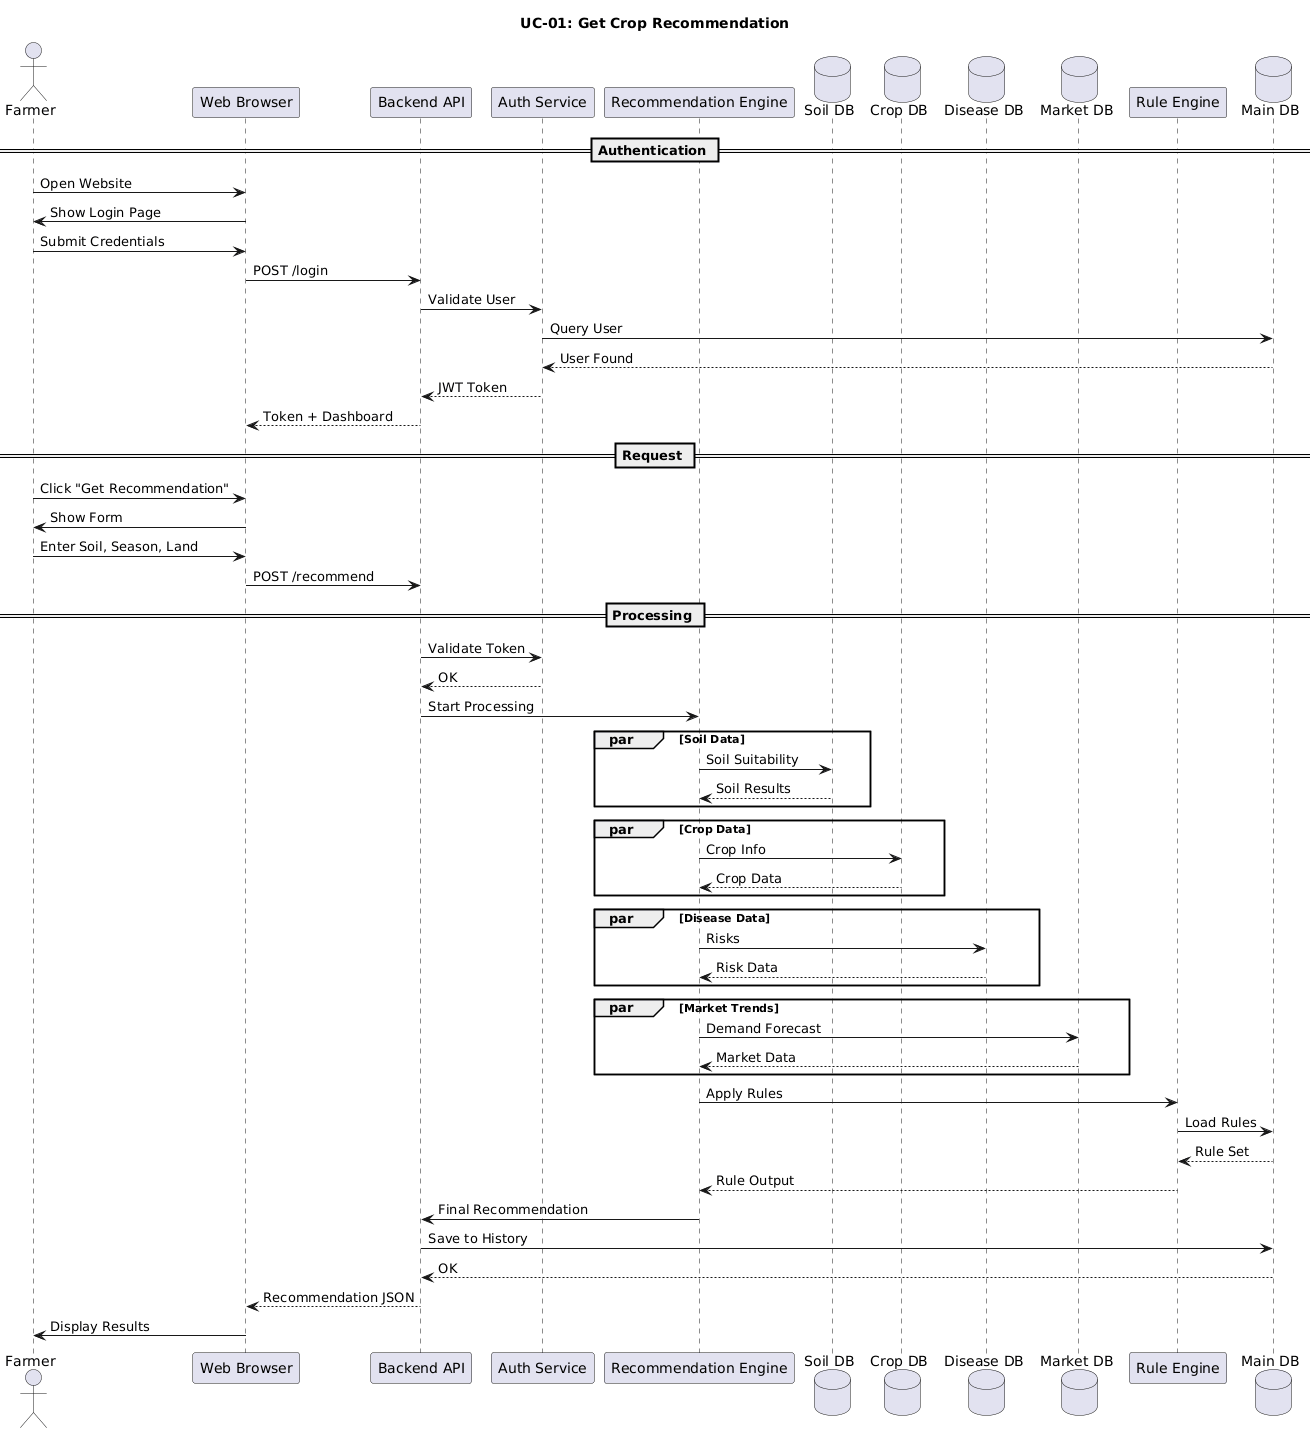 UC-01: Get Crop Recommendation
Farmer
Web Browser
Backend API
Auth Service
Recommendation Engine
Soil DB
Crop DB
Disease DB
Market DB
Rule Engine
Main DB
Authentication
Open Website
Show Login Page
Submit Credentials
POST /login
Validate User
Query User
User Found
JWT Token
Token + Dashboard
Request
Click "Get Recommendation"
Show Form
Enter Soil, Season, Land
POST /recommend
Processing
Validate Token
OK
Start Processing
par [Soil Data]
Soil Suitability
Soil Results
par [Crop Data]
Crop Info
Crop Data
par [Disease Data]
Risks
Risk Data
par [Market Trends]
Demand Forecast
Market Data
Apply Rules
Load Rules
Rule Set
Rule Output
Final Recommendation
Save to History
OK
Recommendation JSON
Display Results
Farmer
Web Browser
Backend API
Auth Service
Recommendation Engine
Soil DB
Crop DB
Disease DB
Market DB
Rule Engine
Main DB